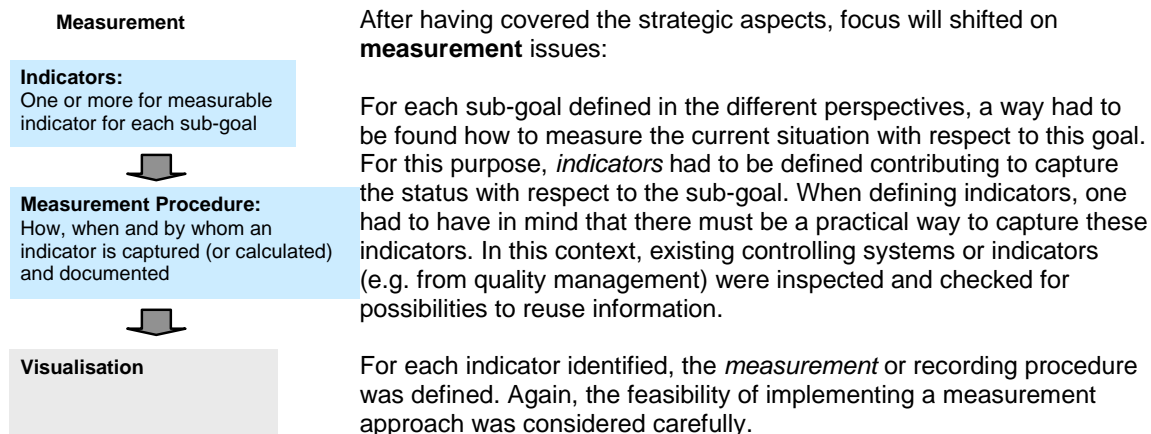 Measurement
Indicators:
One or more for measurable
indicator for each sub-goal
Measurement Procedure:
How, when and by whom an
indicator is captured (or calculated)
and documented
Visualisation
After having covered the strategic aspects, focus will shifted on
measurement issues:
For each sub-goal defined in the different perspectives, a way had to
be found how to measure the current situation with respect to this goal.
For this purpose, indicators had to be defined contributing to capture
the status with respect to the sub-goal. When defining indicators, one
had to have in mind that there must be a practical way to capture these
indicators. In this context, existing controlling systems or indicators
(e.g. from quality management) were inspected and checked for
possibilities to reuse information.
For each indicator identified, the measurement or recording procedure
was defined. Again, the feasibility of implementing a measurement
approach was considered carefully.